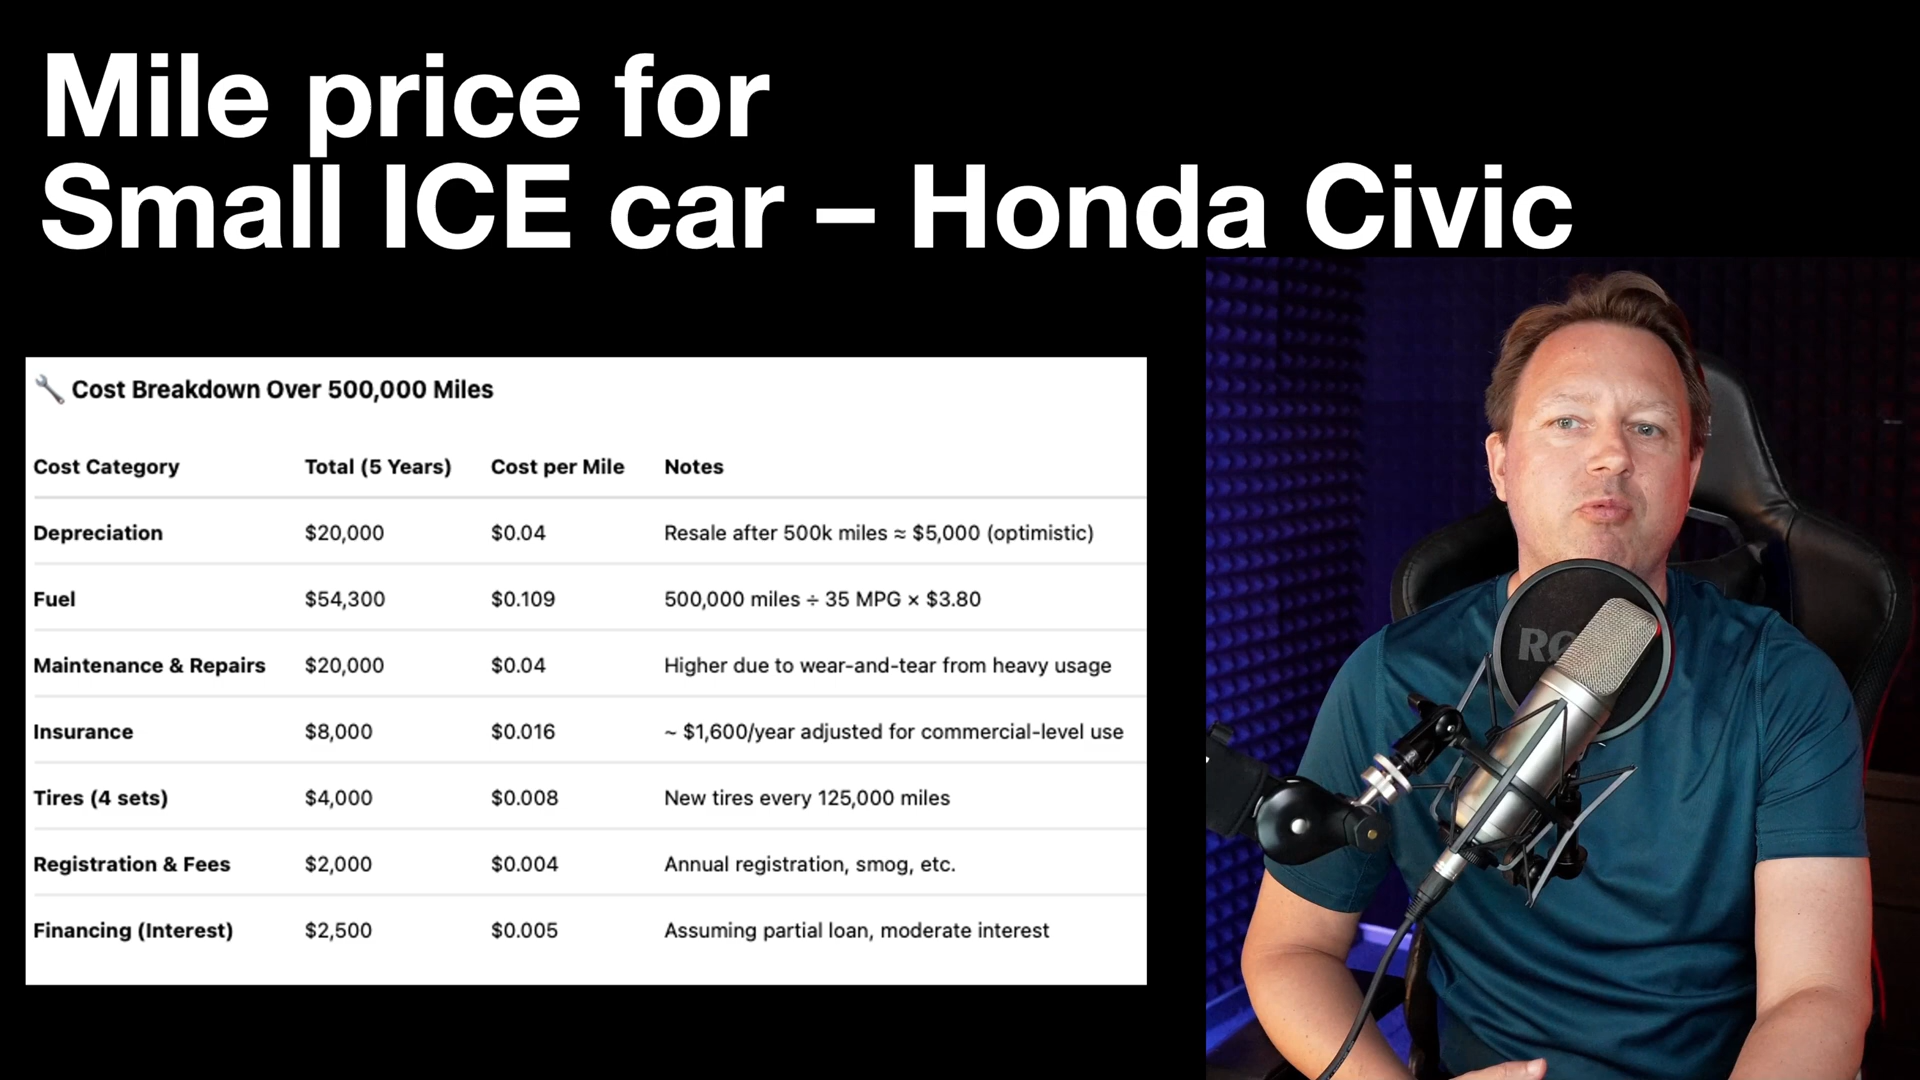 Mile price for
Small ICE car – Honda Civic
Cost Breakdown Over 500,000 Miles
Cost Category Total (5 Years) Cost per Mile Notes
Depreciation $20,000 $0.04 Resale after 500k miles ≈ $5,000 (optimistic)
Fuel $54,300 $0.109 500,000 miles ÷ 35 MPG × $3.80
Maintenance & Repairs $20,000 $0.04 Higher due to wear-and-tear from heavy usage
Insurance $8,000 $0.016 ~ $1,600/year adjusted for commercial-level use
Tires (4 sets) $4,000 $0.008 New tires every 125,000 miles
Registration & Fees $2,000 $0.004 Annual registration, smog, etc.
Financing (Interest) $2,500 $0.005 Assuming partial loan, moderate interest